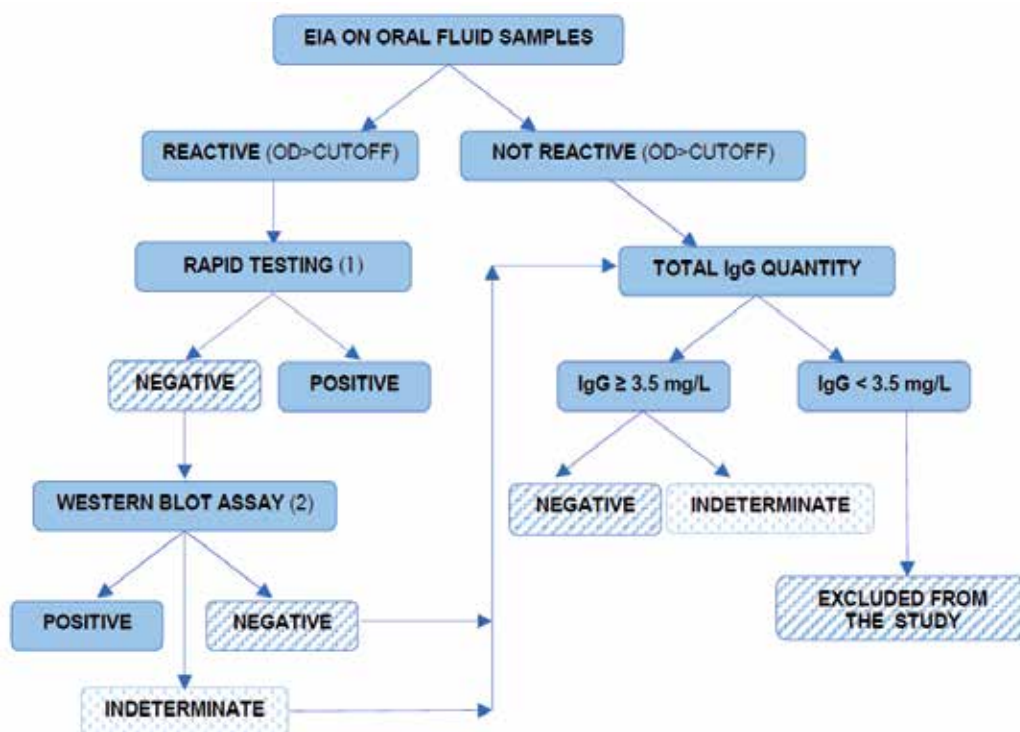 EIA ON ORAL FLUID SAMPLES
REACTIVE (OD>CUTOFF)
NOT REACTIVE (OD>CUTOFF)
RAPID TESTING (1)
TOTAL IgG QUANTITY
NEGATIVE
POSITIVE
IgG ≥ 3.5 mg/L
IgG < 3.5 mg/L
WESTERN BLOT ASSAY (2)
NEGATIVE
INDETERMINATE
POSITIVE
NEGATIVE
EXCLUDED FROM
THE STUDY
INDETERMINATE